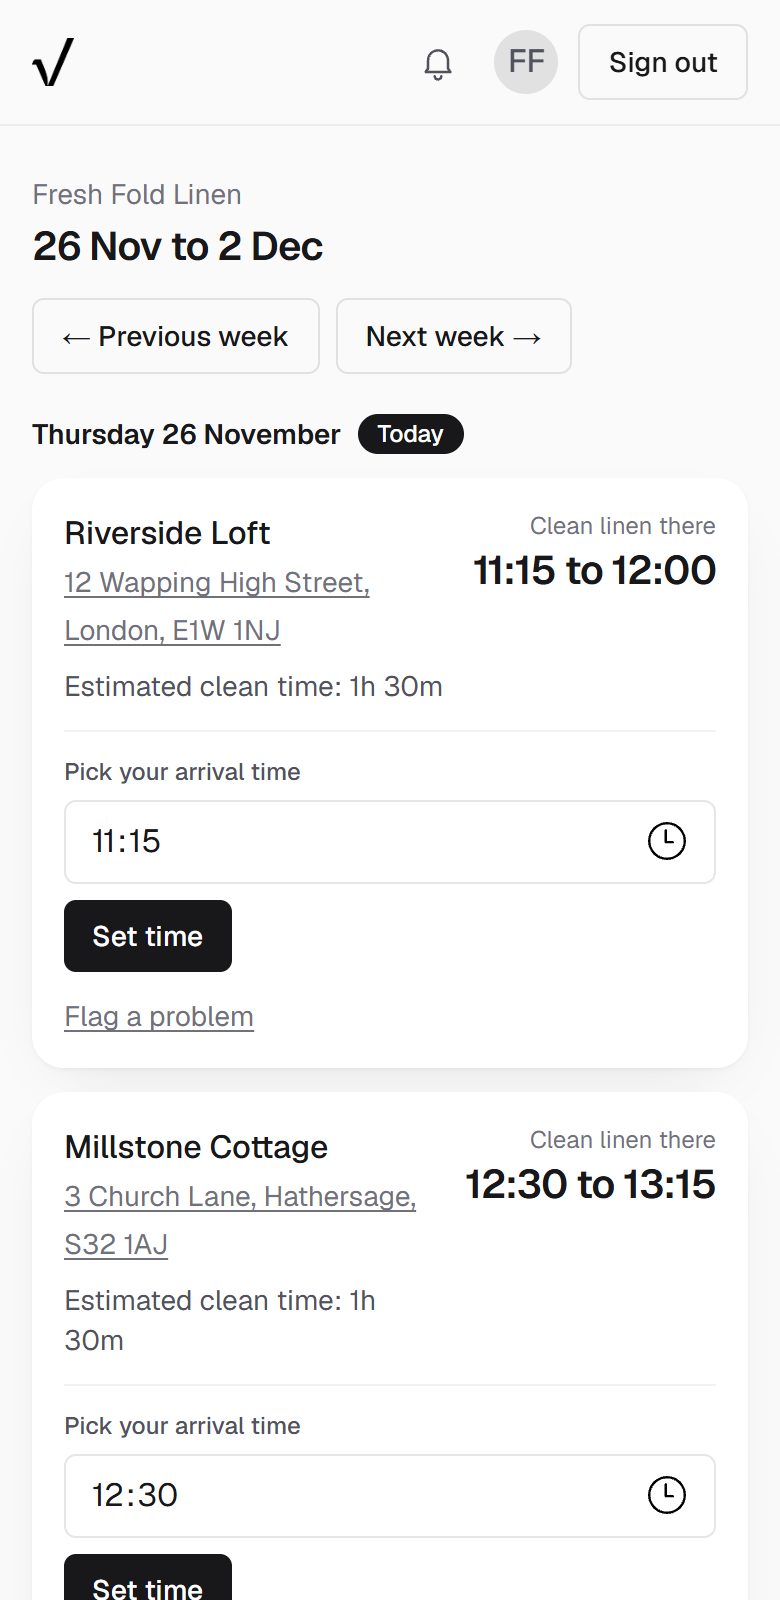 FF
Sign out
Fresh Fold Linen
26 Nov to 2 Dec
← Previous week
Next week →
Thursday 26 November
Today
Riverside Loft
Clean linen there
12 Wapping High Street,
11:15 to 12:00
London, E1W 1NJ
Estimated clean time: 1h 30m
Pick your arrival time
11:15
Set time
Flag a problem
Millstone Cottage
Clean linen there
3 Church Lane, Hathersage,
12:30 to 13:15
S32 1AJ
Estimated clean time: 1h
30m
Pick your arrival time
12:30
Set time